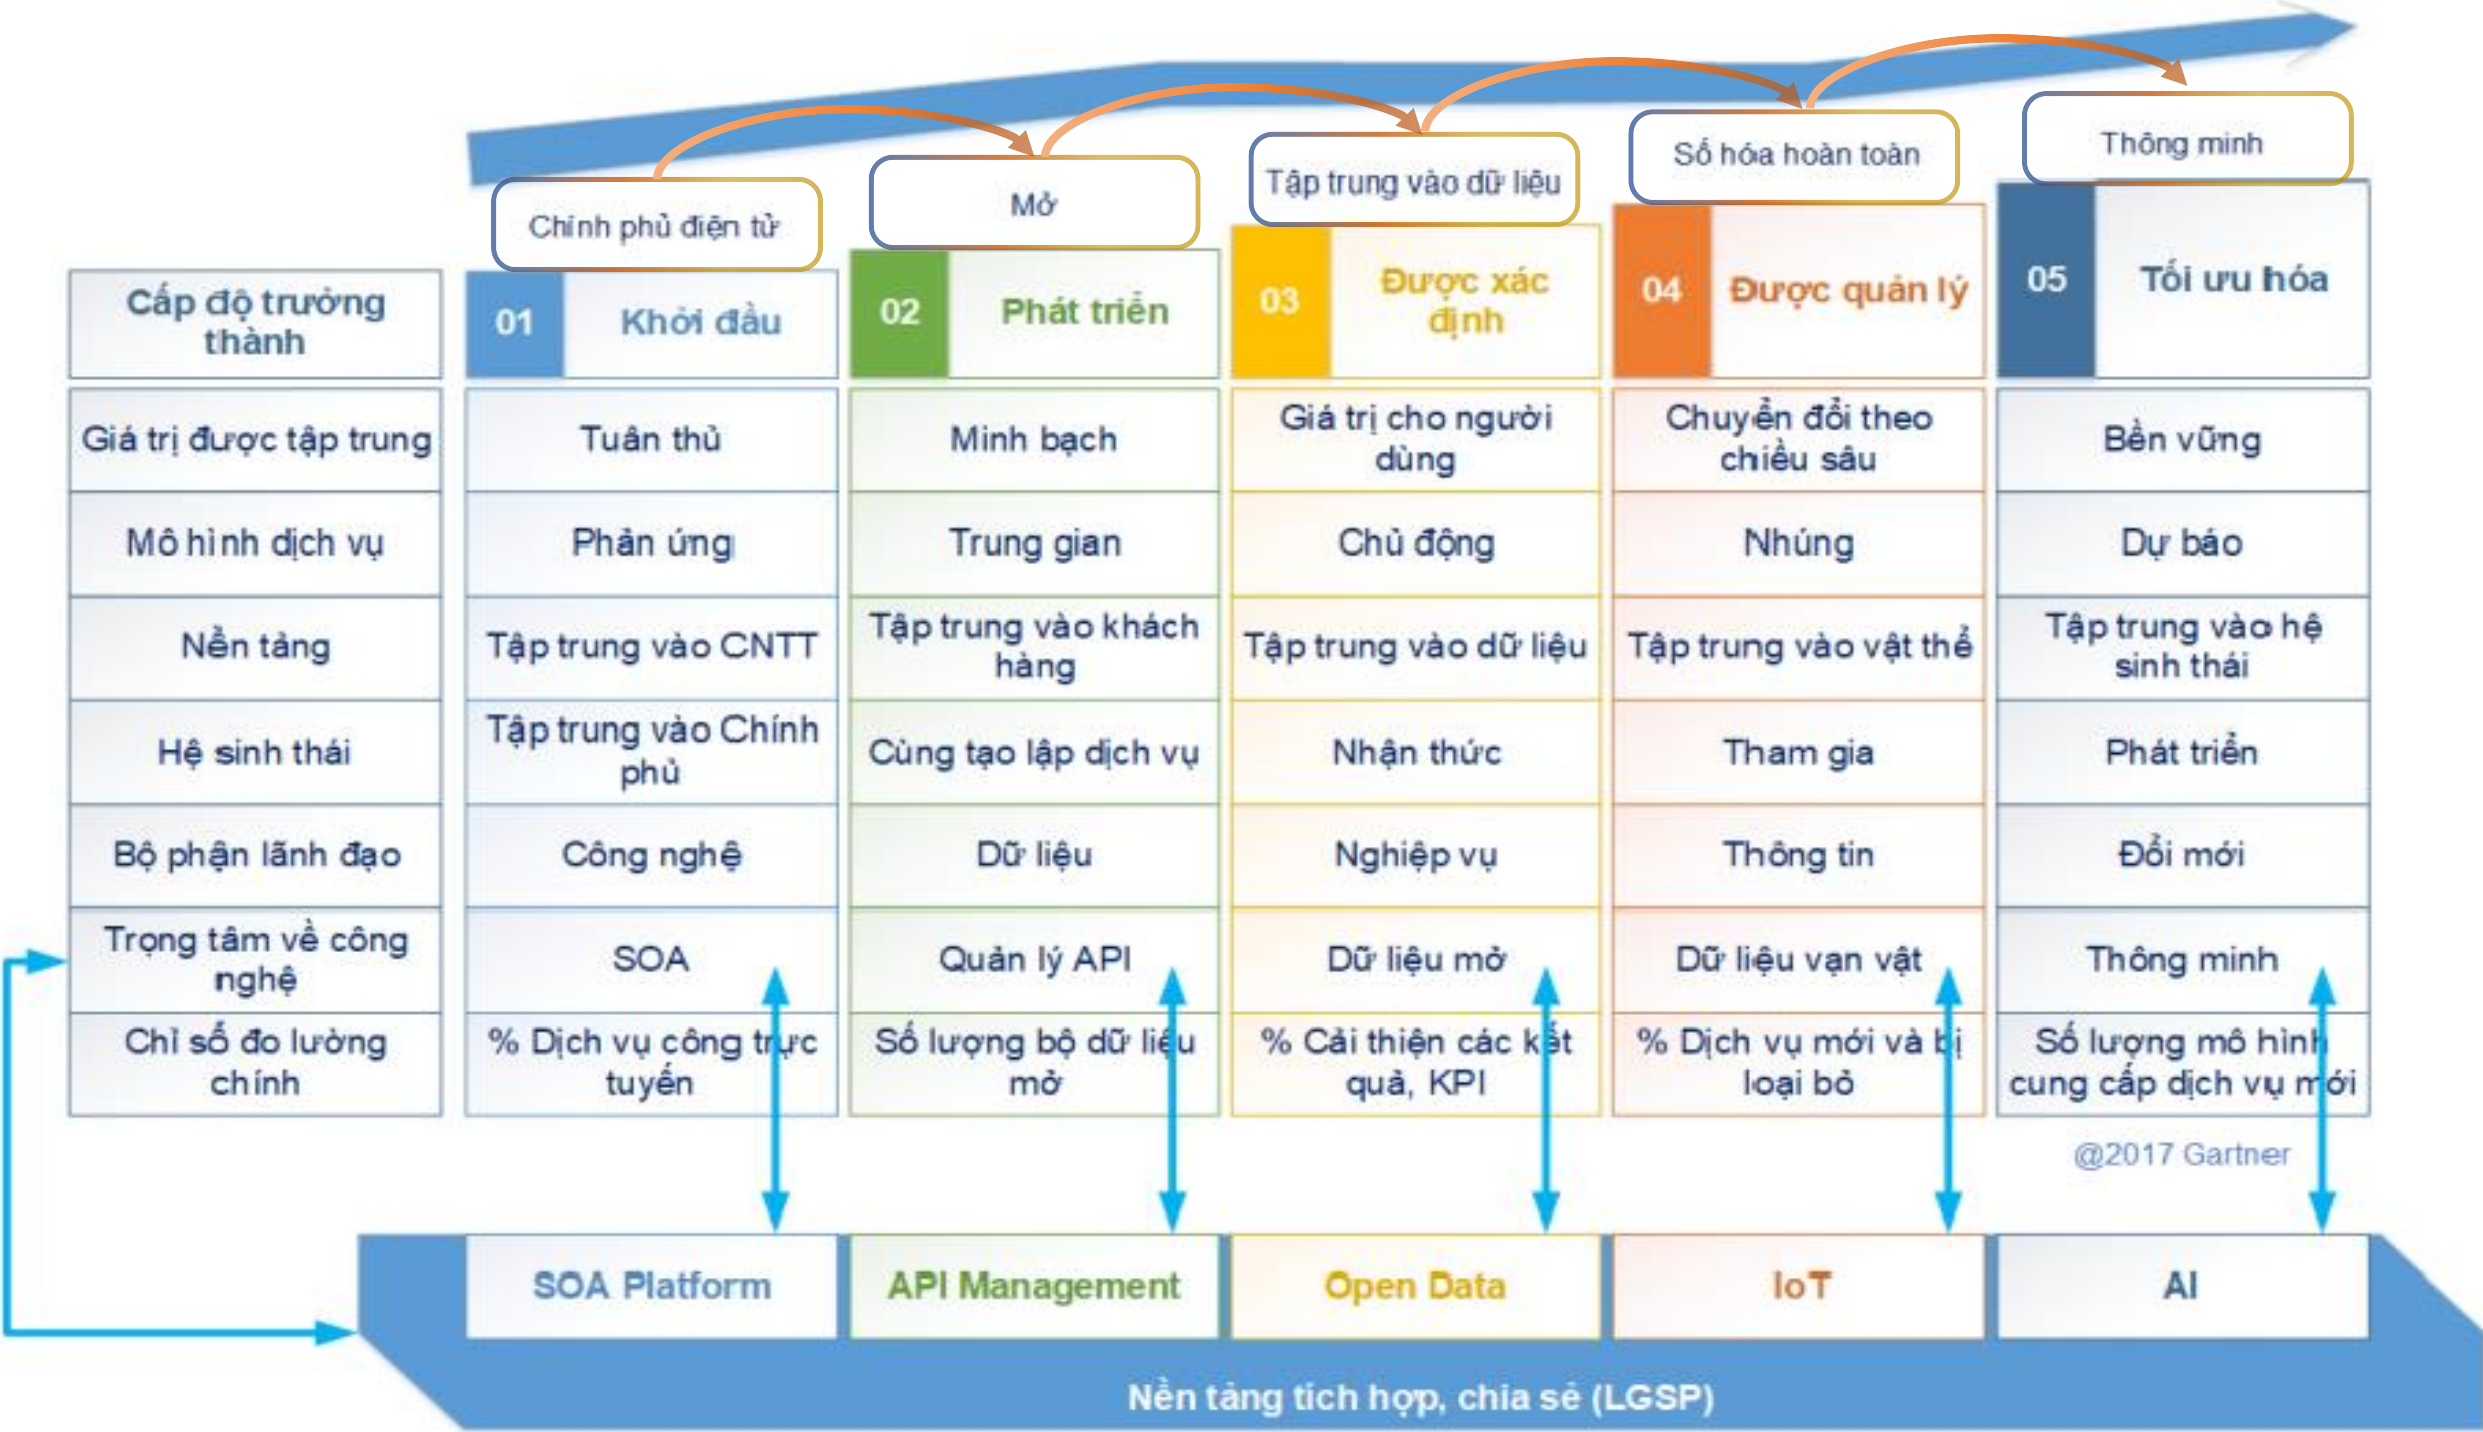 Chính phủ điện tử
Mở
Tập trung vào dữ liệu
Số hóa hoàn toàn
Thông minh
Cấp độ trưởng
thành
01
Khởi đầu
02
Phát triển
03
Được xác
định
04
Được quản lý
05
Tối ưu hóa
Giá trị được tập trung
Tuân thủ
Minh bạch
Giá trị cho người
dùng
Chuyển đổi theo
chiều sâu
Bền vững
Mô hình dịch vụ
Phản ứng
Trung gian
Chủ động
Nhúng
Dự báo
Nền tảng
Tập trung vào CNTT
Tập trung vào khách
hàng
Tập trung vào dữ liệu
Tập trung vào vật thể
Tập trung vào hệ
sinh thái
Hệ sinh thái
Tập trung vào Chính
phủ
Cùng tạo lập dịch vụ
Nhận thức
Tham gia
Phát triển
Bộ phận lãnh đạo
Công nghệ
Dữ liệu
Nghiệp vụ
Thông tin
Đổi mới
Trọng tâm về công
nghệ
SOA
Quản lý API
Dữ liệu mở
Dữ liệu vạn vật
Thông minh
Chỉ số đo lường
chính
% Dịch vụ công trực
tuyến
Số lượng bộ dữ liệu
mở
% Cải thiện các kết
quả, KPI
% Dịch vụ mới và bị
loại bỏ
Số lượng mô hình
cung cấp dịch vụ mới
@2017 Gartner
SOA Platform
API Management
Open Data
IoT
AI
Nền tảng tích hợp, chia sẻ (LGSP)